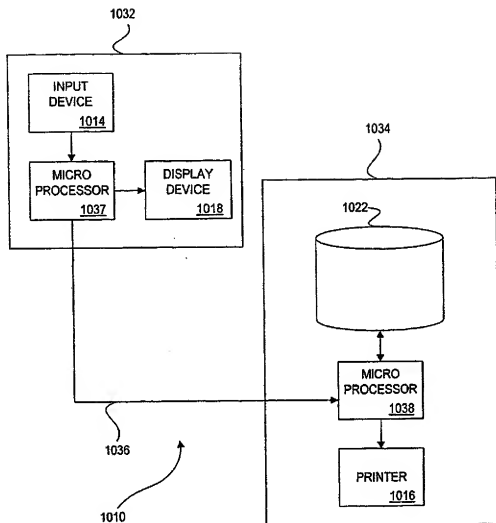 1032
INPUT
DEVICE
1014
MICRO
PROCESSOR
1037
DISPLAY
DEVICE
1018
1034
1022
MICRO
PROCESSOR
1038
1036
PRINTER
1016
1010